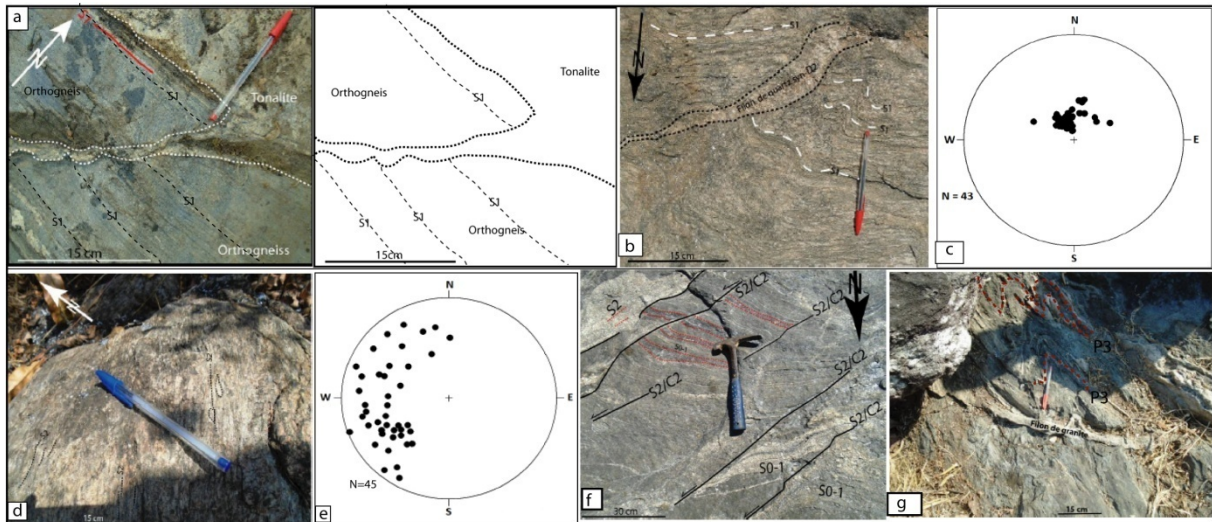 a
N
Orthogneis
S1
Tonalite
S1
S1
S1
15 cm
Orthogneiss
Orthogneis
Tonalite
S1
S1
S1
S1
Orthogneis
15cm
N
S1
Filon de quartz
S1
S1
S1
b
15 cm
N
W
E
N = 43
c
S
N
d
15 cm
N
W
E
N=45
e
S
N
S2
S2/C2
S2/C2
S2/C2
S2/C2
S2/C2
S0-1
S0-1
f
30 cm
P3
P3
Filon de granite
g
15 cm